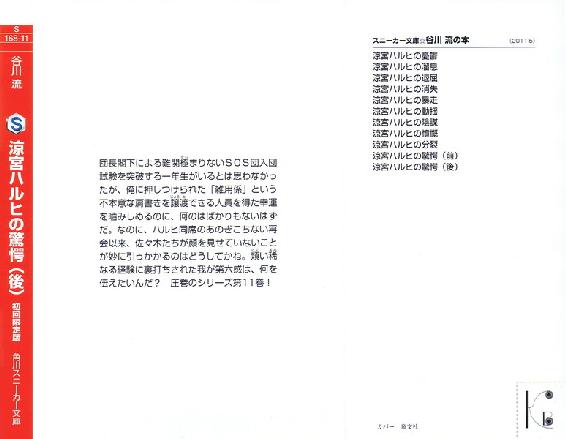 S
168-11
谷川 流
S
涼宮ハルヒの驚愕（後）
初回限定版
角川スニーカー文庫
団長閣下による難関極まりないＳＯＳ団入団
試験を突破する一年生がいるとは思わなかっ
たが、俺に押しつけられた「雑用係」という
不本意な肩書きを譲渡できる人員を得た幸運
を噛みしめるのに、何のはばかりもないはず
だ。なのに、ハルヒ同席のあのぎこちない再
会以来、佐々木たちが顔を見せていないこと
が妙に引っかかるのはどうしてかね。類い稀
なる経験に裏打ちされた我が第六感は、何を
伝えたいんだ？　圧巻のシリーズ第11巻！
スニーカー文庫☆谷川 流の本
（2011.6）
涼宮ハルヒの憂鬱
涼宮ハルヒの溜息
涼宮ハルヒの退屈
涼宮ハルヒの消失
涼宮ハルヒの暴走
涼宮ハルヒの動揺
涼宮ハルヒの陰謀
涼宮ハルヒの憤慨
涼宮ハルヒの分裂
涼宮ハルヒの驚愕（前）
涼宮ハルヒの驚愕（後）
カバー　暁文社